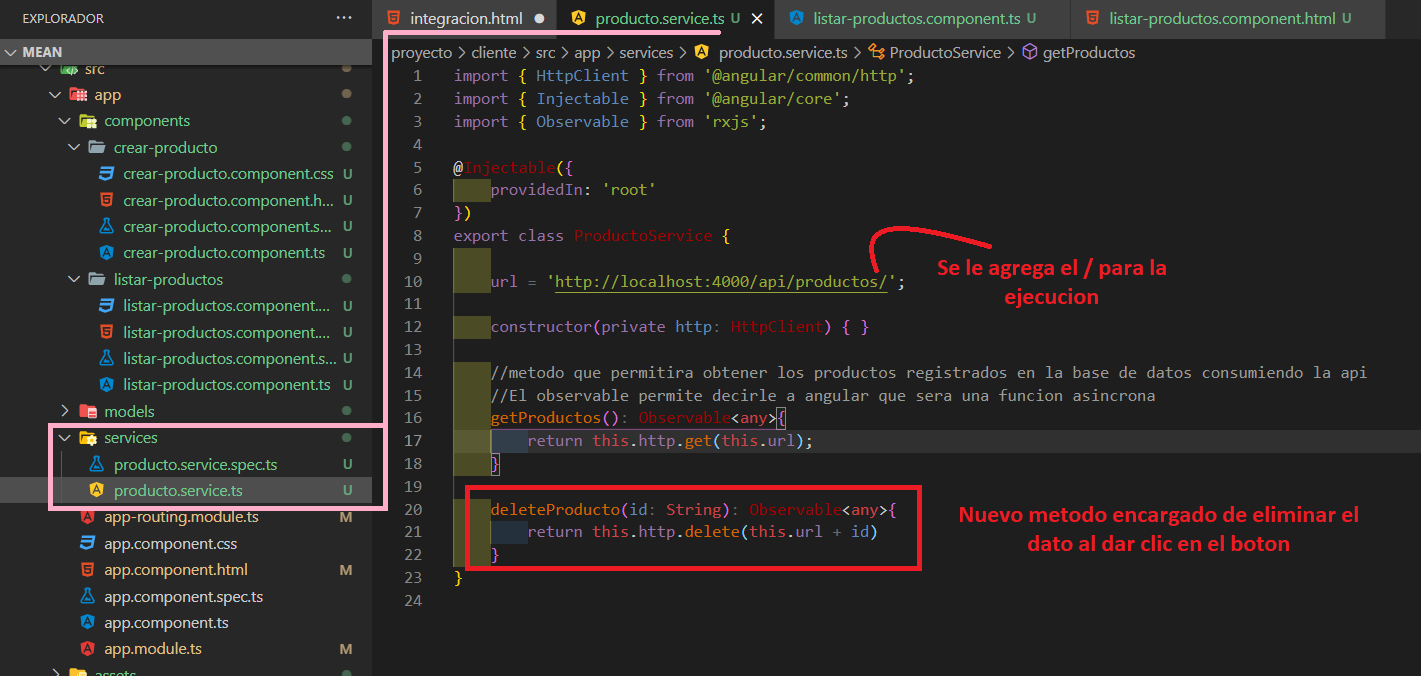 EXPLORADOR ···
MEAN
src
app
components
crear-producto
crear-producto.component.css U
crear-producto.component.h... U
crear-producto.component.s... U
crear-producto.component.ts U
listar-productos
listar-productos.component.... U
listar-productos.component.... U
listar-productos.component.s... U
listar-productos.component.ts U
models
services
producto.service.spec.ts U
producto.service.ts U
app-routing.module.ts M
app.component.css
app.component.html M
app.component.spec.ts
app.component.ts
app.module.ts M
assets
integracion.html ● producto.service.ts U × listar-productos.component.ts U listar-productos.component.html U
proyecto > cliente > src > app > services > producto.service.ts > ProductoService > getProductos
1 import { HttpClient } from '@angular/common/http';
2 import { Injectable } from '@angular/core';
3 import { Observable } from 'rxjs';
4
5 @Injectable({
6 providedIn: 'root'
7 })
8 export class ProductoService {
9
10 url = 'http://localhost:4000/api/productos/';
11
12 constructor(private http: HttpClient) { }
13
14 //metodo que permitira obtener los productos registrados en la base de datos consumiendo la api
15 //El observable permite decirle a angular que sera una funcion asincrona
16 getProductos(): Observable<any>{
17 return this.http.get(this.url);
18 }
19
20 deleteProducto(id: String): Observable<any>{
21 return this.http.delete(this.url + id)
22 }
23 }
24
Se le agrega el / para la
ejecucion
Nuevo metodo encargado de eliminar el
dato al dar clic en el boton